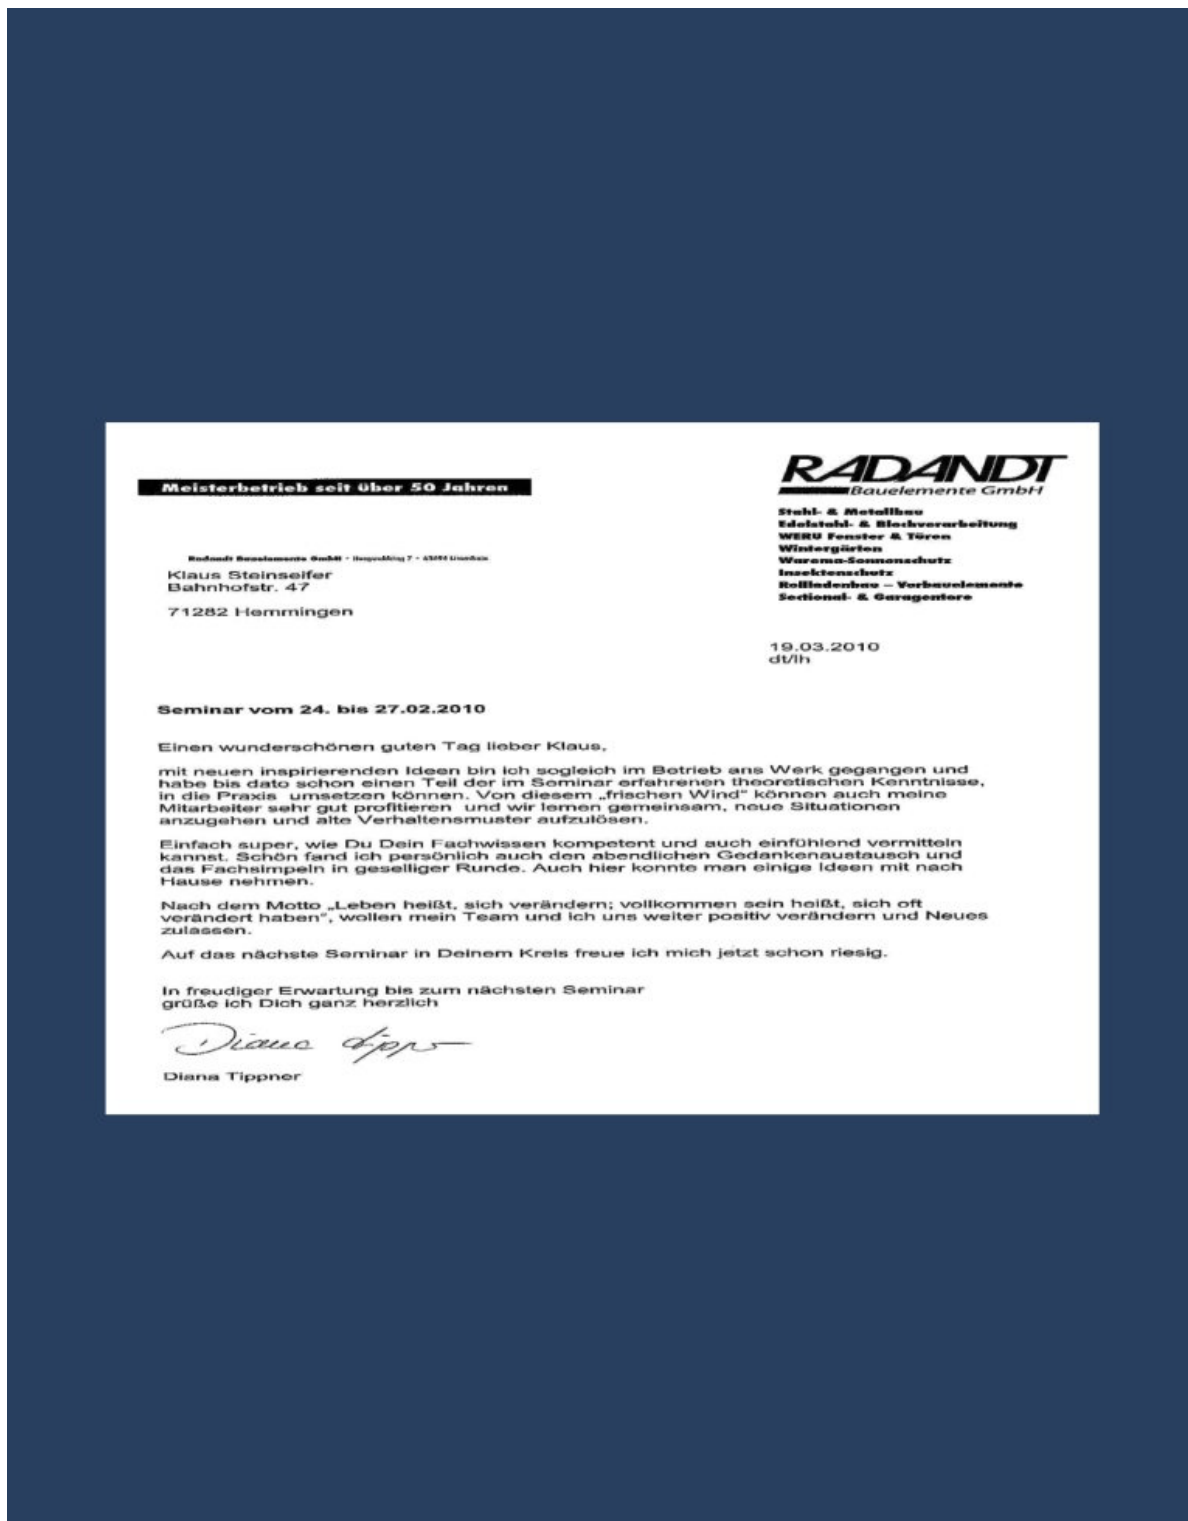 RADANDT
Bauelemente GmbH
Meisterbetrieb seit über 50 Jahren
Stahl- & Metallbau
Edelstahl- & Blechverarbeitung
WERU Fenster & Türen
Wintergärten
Warema-Sonnenschutz
Insektenschutz
Rollladenbau – Vorbauelemente
Sectional- & Garagentore
Radandt Bauelemente GmbH
Klaus Steinseifer
Bahnhofstr. 47
71282 Hemmingen
19.03.2010
dt/lh
Seminar vom 24. bis 27.02.2010
Einen wunderschönen guten Tag lieber Klaus,
mit neuen inspirierenden Ideen bin ich sogleich im Betrieb ans Werk gegangen und
habe bis dato schon einen Teil der im Seminar erfahrenen theoretischen Kenntnisse,
in die Praxis umsetzen können. Von diesem „frischen Wind“ können auch meine
Mitarbeiter sehr gut profitieren und wir lernen gemeinsam, neue Situationen
anzugehen und alte Verhaltensmuster aufzulösen.
Einfach super, wie Du Dein Fachwissen kompetent und auch einfühlend vermitteln
kannst. Schön fand ich persönlich auch den abendlichen Gedankenaustausch und
das Fachsimpeln in geselliger Runde. Auch hier konnte man einige Ideen mit nach
Hause nehmen.
Nach dem Motto „Leben heißt, sich verändern; vollkommen sein heißt, sich oft
verändert haben“, wollen mein Team und ich uns weiter positiv verändern und Neues
zulassen.
Auf das nächste Seminar in Deinem Kreis freue ich mich jetzt schon riesig.
In freudiger Erwartung bis zum nächsten Seminar
grüße ich Dich ganz herzlich
Diana Tippner